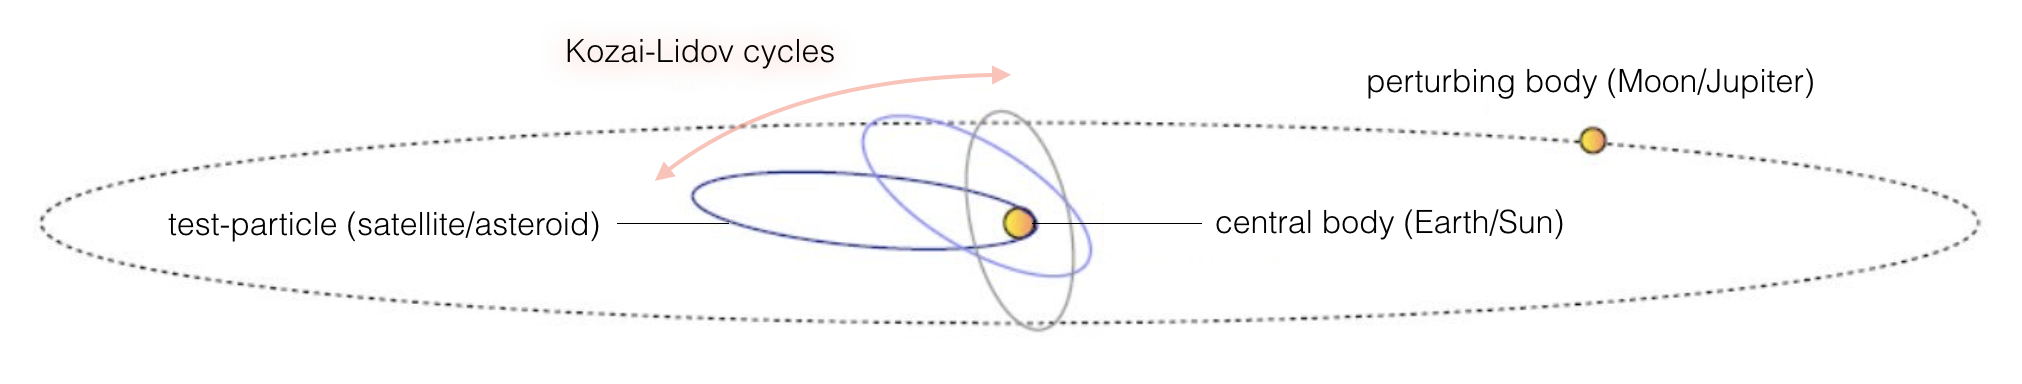 Kozai-Lidov cycles
perturbing body (Moon/Jupiter)
test-particle (satellite/asteroid)
central body (Earth/Sun)